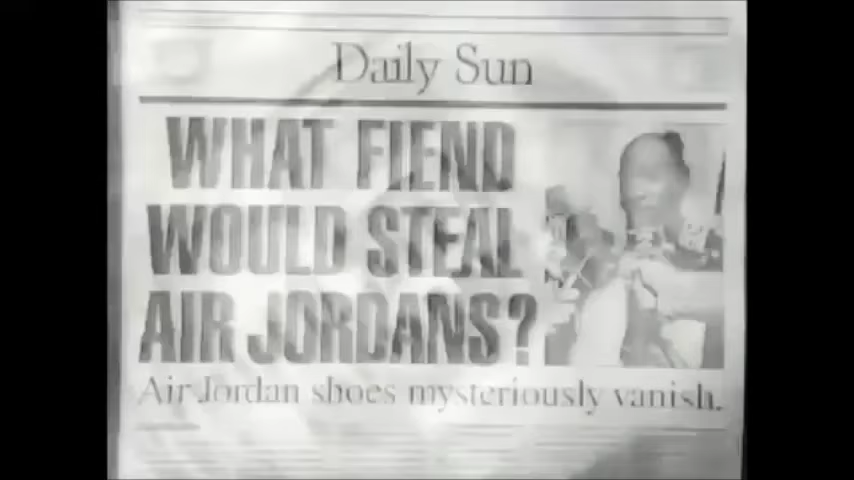 Daily Sun
WHAT FIEND
WOULD STEAL
AIR JORDANS?
Air Jordan shoes mysteriously vanish.